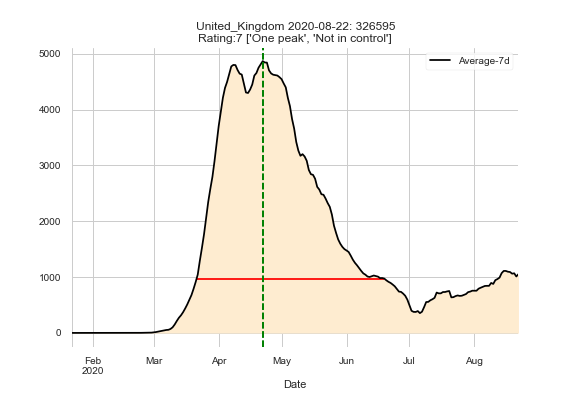 United_Kingdom 2020-08-22: 326595
Rating:7 ['One peak', 'Not in control']
Average-7d
5000
4000
3000
2000
1000
0
Feb Mar Apr May Jun Jul Aug
2020
Date